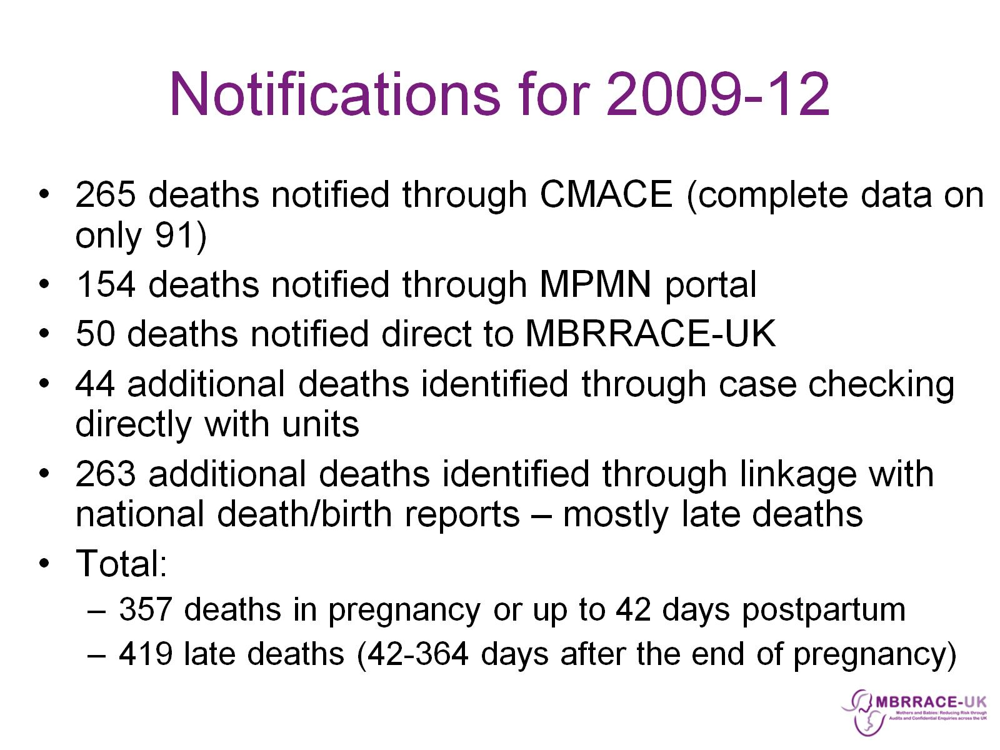 Notifications for 2009-12
• 265 deaths notified through CMACE (complete data on
only 91)
• 154 deaths notified through MPMN portal
• 50 deaths notified direct to MBRRACE-UK
• 44 additional deaths identified through case checking
directly with units
• 263 additional deaths identified through linkage with
national death/birth reports – mostly late deaths
• Total:
– 357 deaths in pregnancy or up to 42 days postpartum
– 419 late deaths (42-364 days after the end of pregnancy)
MBRRACE-UK
Mothers and Babies: Reducing Risk through
Audits and Confidential Enquiries across the UK